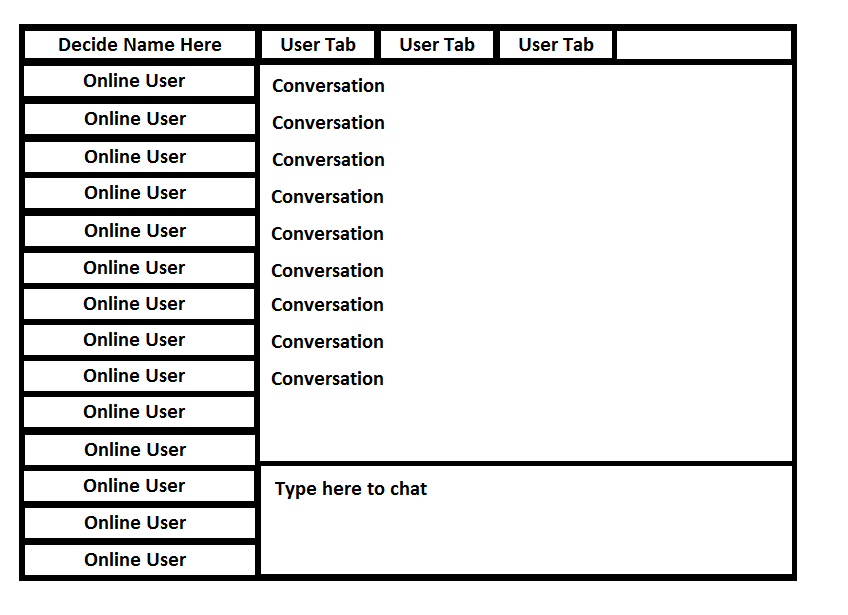 Decide Name Here
User Tab
User Tab
User Tab
Online User
Online User
Online User
Online User
Online User
Online User
Online User
Online User
Online User
Online User
Online User
Online User
Online User
Online User
Conversation
Conversation
Conversation
Conversation
Conversation
Conversation
Conversation
Conversation
Conversation
Type here to chat